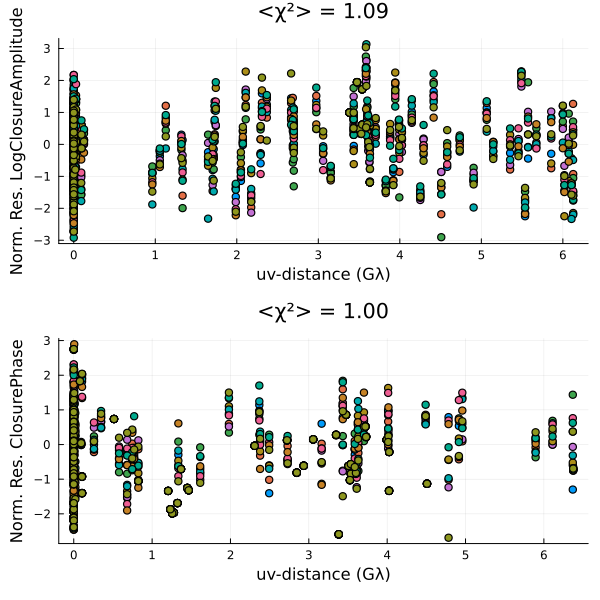 <χ²> = 1.09
Norm. Res. LogClosureAmplitude
3
2
1
0
−1
−2
−3
0 1 2 3 4 5 6
uv-distance (Gλ)
<χ²> = 1.00
Norm. Res. ClosurePhase
3
2
1
0
−1
−2
0 1 2 3 4 5 6
uv-distance (Gλ)